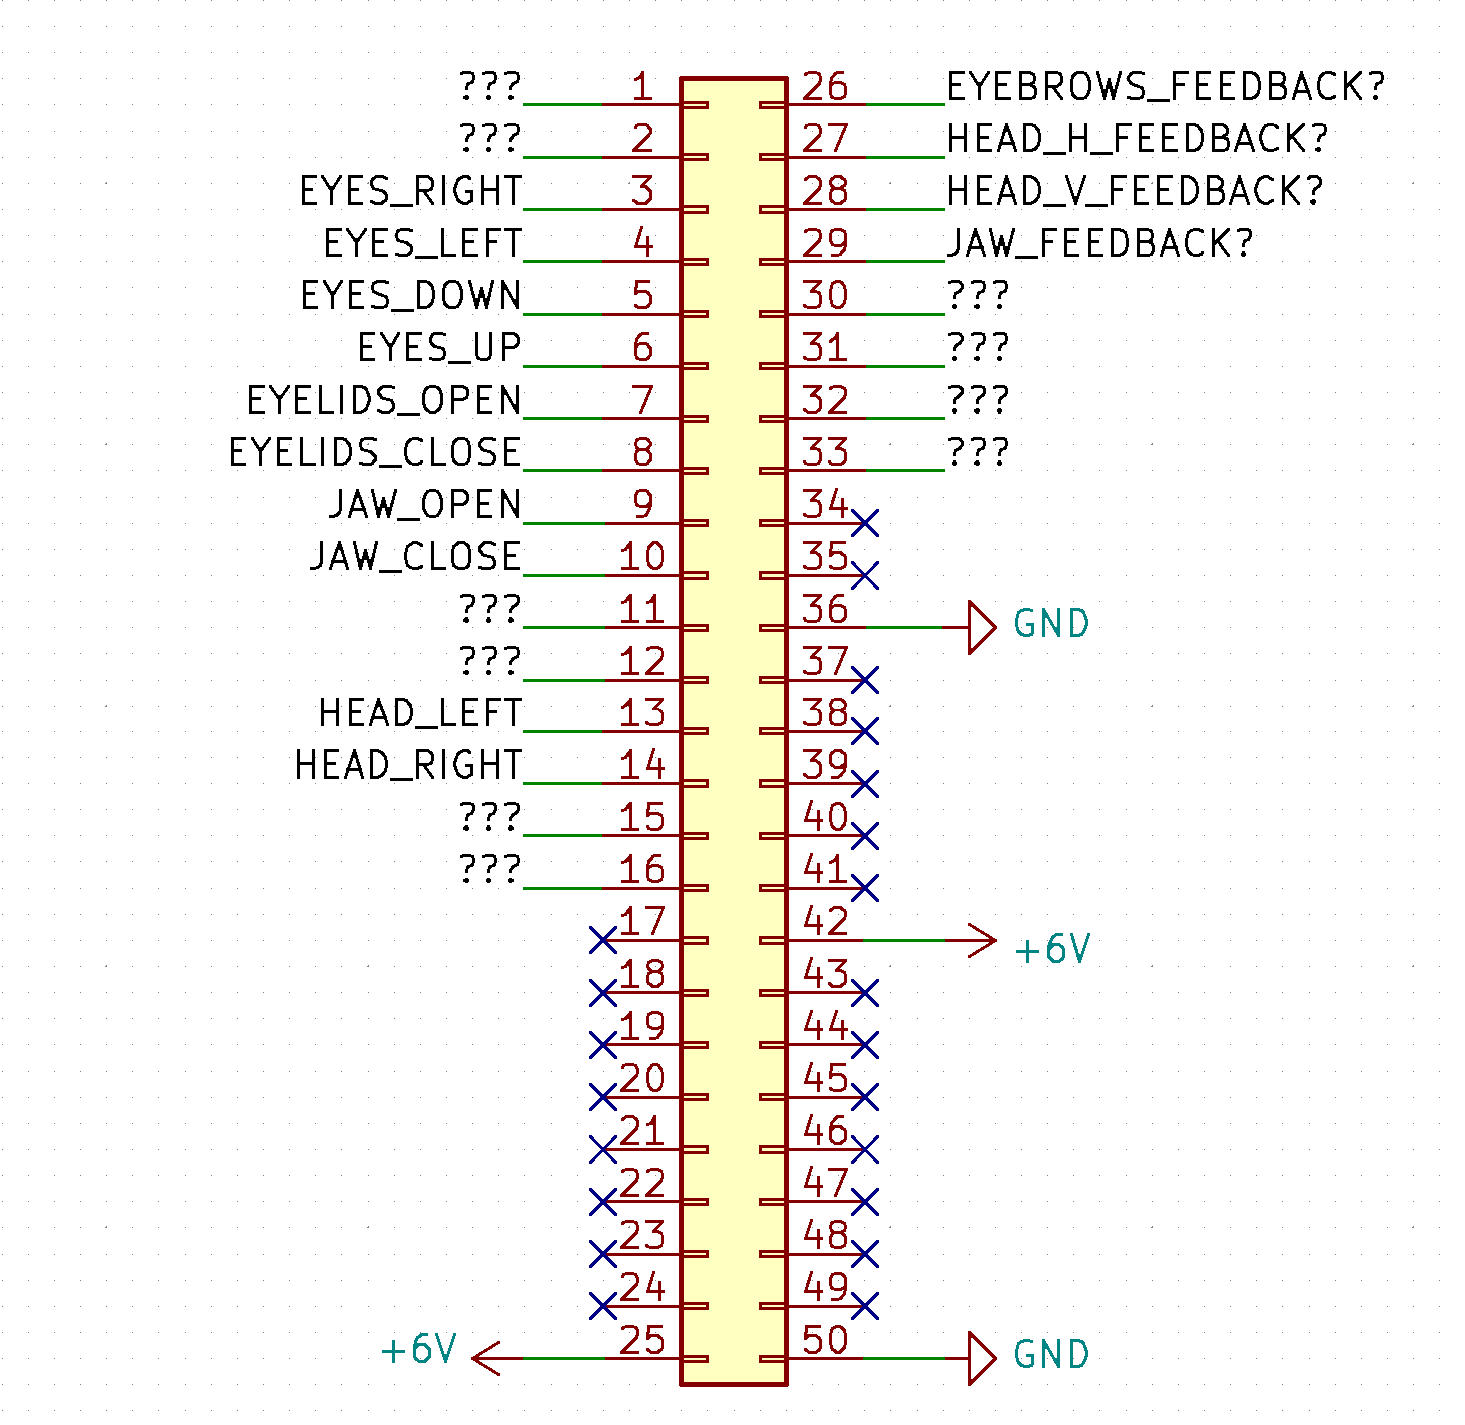 ??? 1 26 EYEBROWS_FEEDBACK?
??? 2 27 HEAD_H_FEEDBACK?
EYES_RIGHT 3 28 HEAD_V_FEEDBACK?
EYES_LEFT 4 29 JAW_FEEDBACK?
EYES_DOWN 5 30 ???
EYES_UP 6 31 ???
EYELIDS_OPEN 7 32 ???
EYELIDS_CLOSE 8 33 ???
JAW_OPEN 9 34
JAW_CLOSE 10 35
??? 11 36 GND
??? 12 37
HEAD_LEFT 13 38
HEAD_RIGHT 14 39
??? 15 40
??? 16 41
17 42 +6V
18 43
19 44
20 45
21 46
22 47
23 48
24 49
+6V 25 50 GND